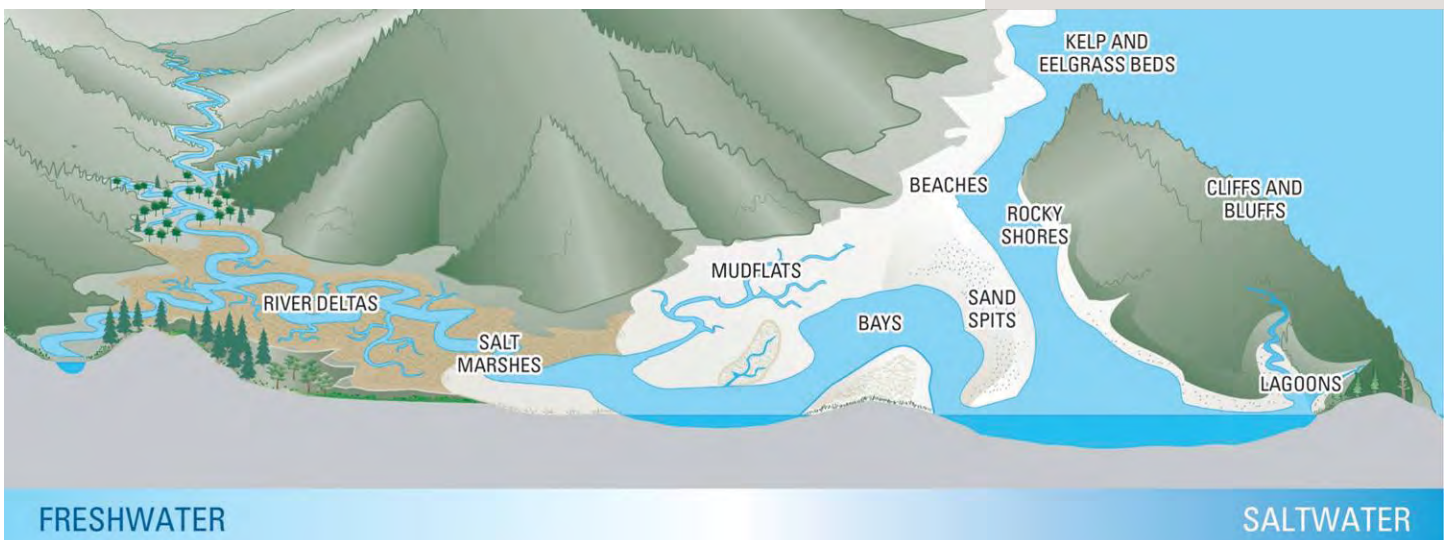 KELP AND
EELGRASS BEDS
BEACHES
CLIFFS AND
BLUFFS
ROCKY
SHORES
MUDFLATS
RIVER DELTAS
SAND
SPITS
BAYS
SALT
MARSHES
LAGOONS
FRESHWATER
SALTWATER